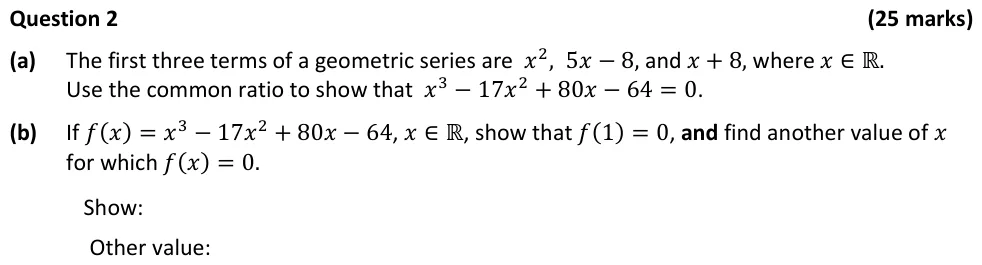 Question 2 (25 marks)
(a) The first three terms of a geometric series are x², 5x − 8, and x + 8, where x ∈ ℝ.
Use the common ratio to show that x³ − 17x² + 80x − 64 = 0.
(b) If f(x) = x³ − 17x² + 80x − 64, x ∈ ℝ, show that f(1) = 0, and find another value of x
for which f(x) = 0.
Show:
Other value: